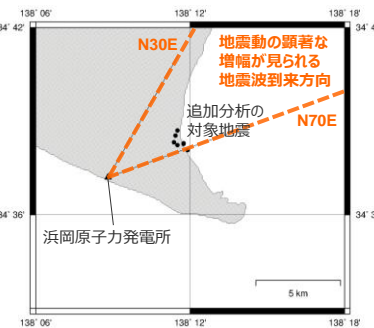 138° 06'
138° 12'
138° 18'
34° 42'
N30E
地震動の顕著な
増幅が見られる
地震波到来方向
追加分析の
対象地震
N70E
34° 36'
34° 36'
浜岡原子力発電所
5 km
138° 06'
138° 12'
138° 18'